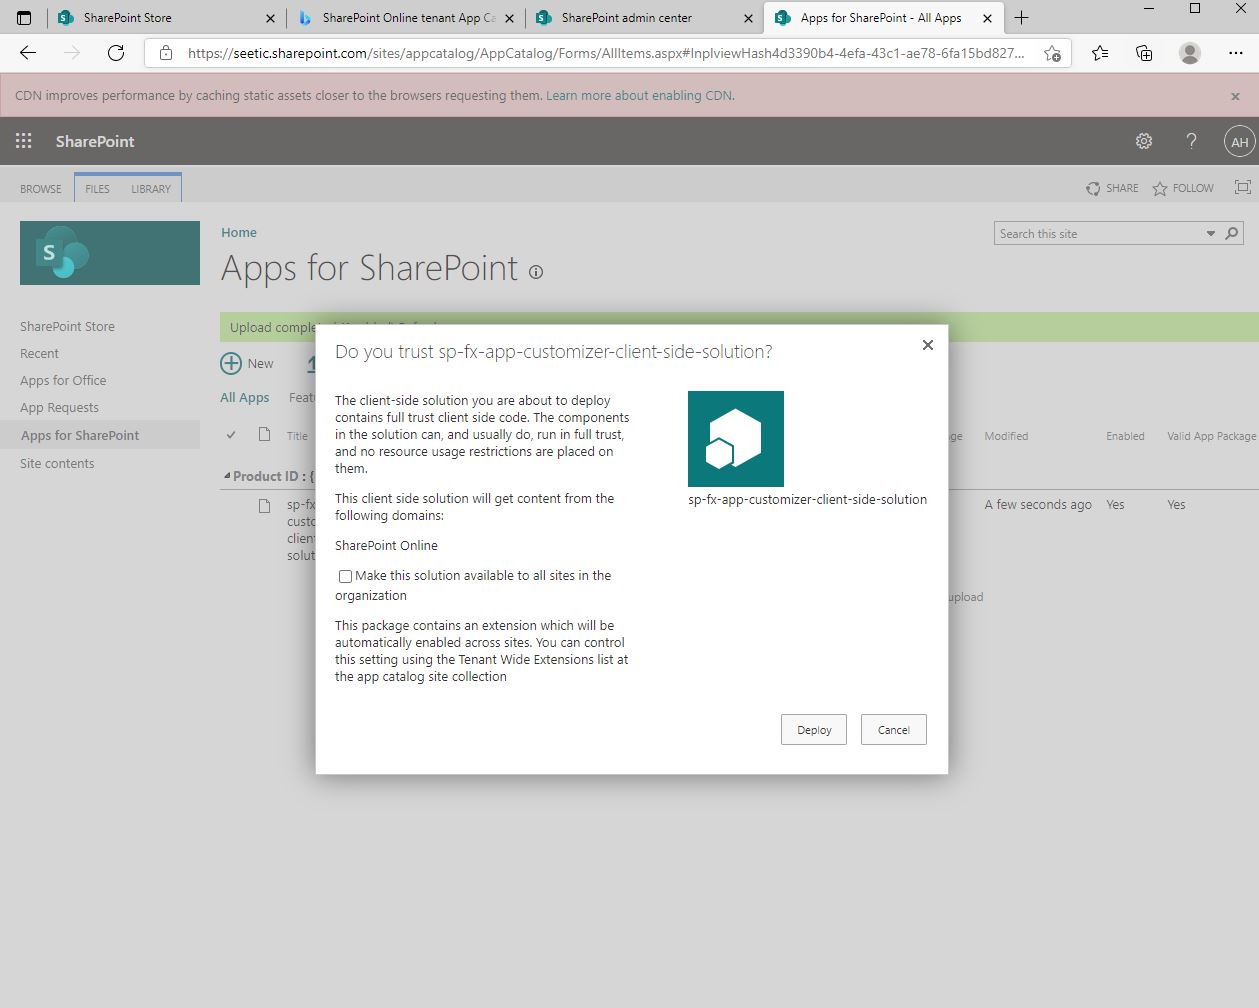 SharePoint Store
SharePoint Online tenant App Ca
SharePoint admin center
Apps for SharePoint - All Apps
https://seetic.sharepoint.com/sites/appcatalog/AppCatalog/Forms/AllItems.aspx#InplviewHash4d3390b4-4efa-43c1-ae78-6fa15bd827...
CDN improves performance by caching static assets closer to the browsers requesting them. Learn more about enabling CDN.
SharePoint
AH
BROWSE
FILES
LIBRARY
SHARE
FOLLOW
S
Home
Search this site
Apps for SharePoint
SharePoint Store
Recent
Apps for Office
App Requests
Apps for SharePoint
Site contents
Upload comple
New
All Apps
Featu
Title
ge
Modified
Enabled
Valid App Package
Product ID : {
sp-fx
custo
client
solut
A few seconds ago
Yes
Yes
upload
Do you trust sp-fx-app-customizer-client-side-solution?
The client-side solution you are about to deploy
contains full trust client side code. The components
in the solution can, and usually do, run in full trust,
and no resource usage restrictions are placed on
them.
This client side solution will get content from the
following domains:
SharePoint Online
Make this solution available to all sites in the
organization
This package contains an extension which will be
automatically enabled across sites. You can control
this setting using the Tenant Wide Extensions list at
the app catalog site collection
sp-fx-app-customizer-client-side-solution
Deploy
Cancel